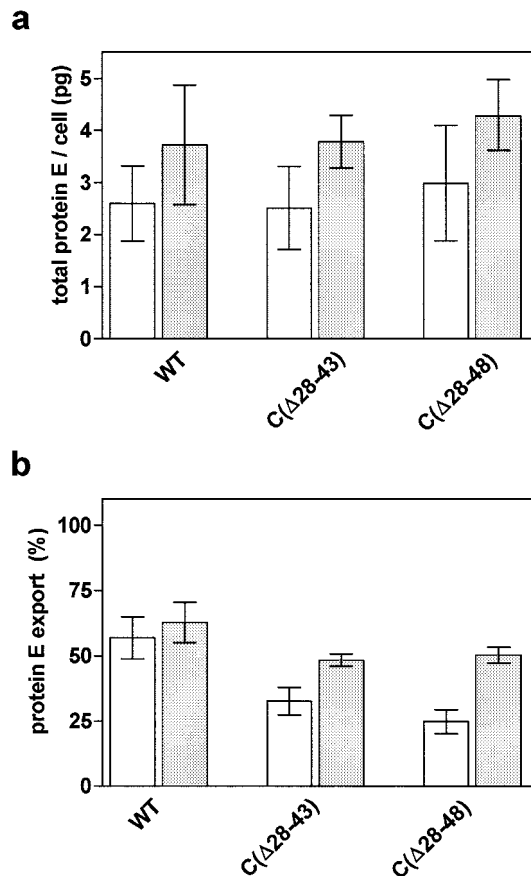 a
total protein E / cell (pg)
5
4
3
2
1
0
WT
C(Δ28-43)
C(Δ28-48)
b
protein E export (%)
100
75
50
25
0
WT
C(Δ28-43)
C(Δ28-48)